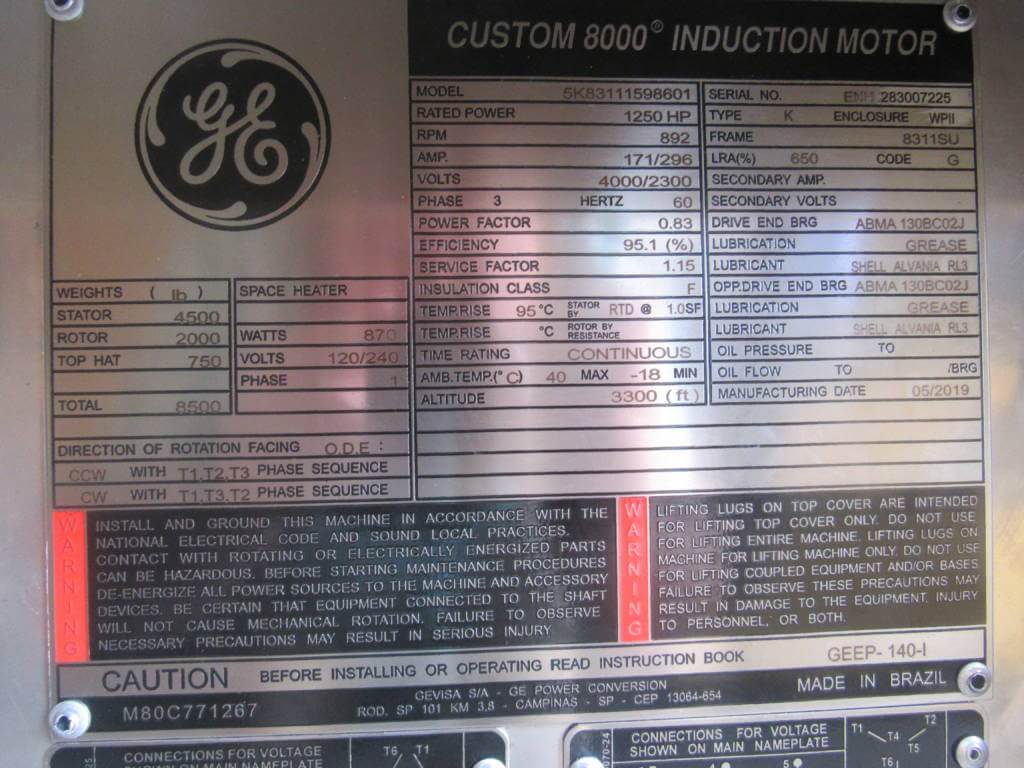 GE
CUSTOM 8000® INDUCTION MOTOR
MODEL 5K83111598601
RATED POWER 1250 HP
RPM 892
AMP. 171/296
VOLTS 4000/2300
PHASE 3 HERTZ 60
POWER FACTOR 0.83
EFFICIENCY 95.1 (%)
SERVICE FACTOR 1.15
INSULATION CLASS F
TEMP.RISE 95 °C STATOR BY RTD @ 1.0SF
TEMP.RISE °C ROTOR BY RESISTANCE
TIME RATING CONTINUOUS
AMB.TEMP.(°C) 40 MAX -18 MIN
ALTITUDE 3300 (ft)
SERIAL NO. 283007225
TYPE K ENCLOSURE WPII
FRAME 8311SU
LRA(%) 650 CODE G
SECONDARY AMP.
SECONDARY VOLTS
DRIVE END BRG ABMA 130BC02J
LUBRICATION GREASE
LUBRICANT SHELL ALVANIA RL3
OPP.DRIVE END BRG ABMA 130BC02J
LUBRICATION GREASE
LUBRICANT SHELL ALVANIA RL3
OIL PRESSURE TO
OIL FLOW TO /BRG
MANUFACTURING DATE 05/2019
WEIGHTS (lb)
STATOR 4500
ROTOR 2000
TOP HAT 750
TOTAL 8500
SPACE HEATER
WATTS 870
VOLTS 120/240
PHASE 1
DIRECTION OF ROTATION FACING O.D.E :
CCW WITH T1,T2,T3 PHASE SEQUENCE
CW WITH T1,T3,T2 PHASE SEQUENCE
WARNING
INSTALL AND GROUND THIS MACHINE IN ACCORDANCE WITH THE
NATIONAL ELECTRICAL CODE AND SOUND LOCAL PRACTICES.
CONTACT WITH ROTATING OR ELECTRICALLY ENERGIZED PARTS
CAN BE HAZARDOUS. BEFORE STARTING MAINTENANCE PROCEDURES
DE-ENERGIZE ALL POWER SOURCES TO THE MACHINE AND ACCESSORY
DEVICES. BE CERTAIN THAT EQUIPMENT CONNECTED TO THE SHAFT
WILL NOT CAUSE MECHANICAL ROTATION. FAILURE TO OBSERVE
NECESSARY PRECAUTIONS MAY RESULT IN SERIOUS INJURY
WARNING
LIFTING LUGS ON TOP COVER ARE INTENDED
FOR LIFTING TOP COVER ONLY. DO NOT USE
FOR LIFTING ENTIRE MACHINE. LIFTING LUGS ON
MACHINE FOR LIFTING MACHINE ONLY. DO NOT USE
FOR LIFTING COUPLED EQUIPMENT AND/OR BASES
FAILURE TO OBSERVE THESE PRECAUTIONS MAY
RESULT IN DAMAGE TO THE EQUIPMENT, INJURY
TO PERSONNEL, OR BOTH.
CAUTION BEFORE INSTALLING OR OPERATING READ INSTRUCTION BOOK GEEP-140-I
M80C771267
GEVISA S/A - GE POWER CONVERSION
ROD. SP 101 KM 3,8 - CAMPINAS - SP - CEP 13064-654
MADE IN BRAZIL
CONNECTIONS FOR VOLTAGE
SHOWN ON MAIN NAMEPLATE
T6 T1
CONNECTIONS FOR VOLTAGE
SHOWN ON MAIN NAMEPLATE
4 5
T1 T2
T4
T5
T6